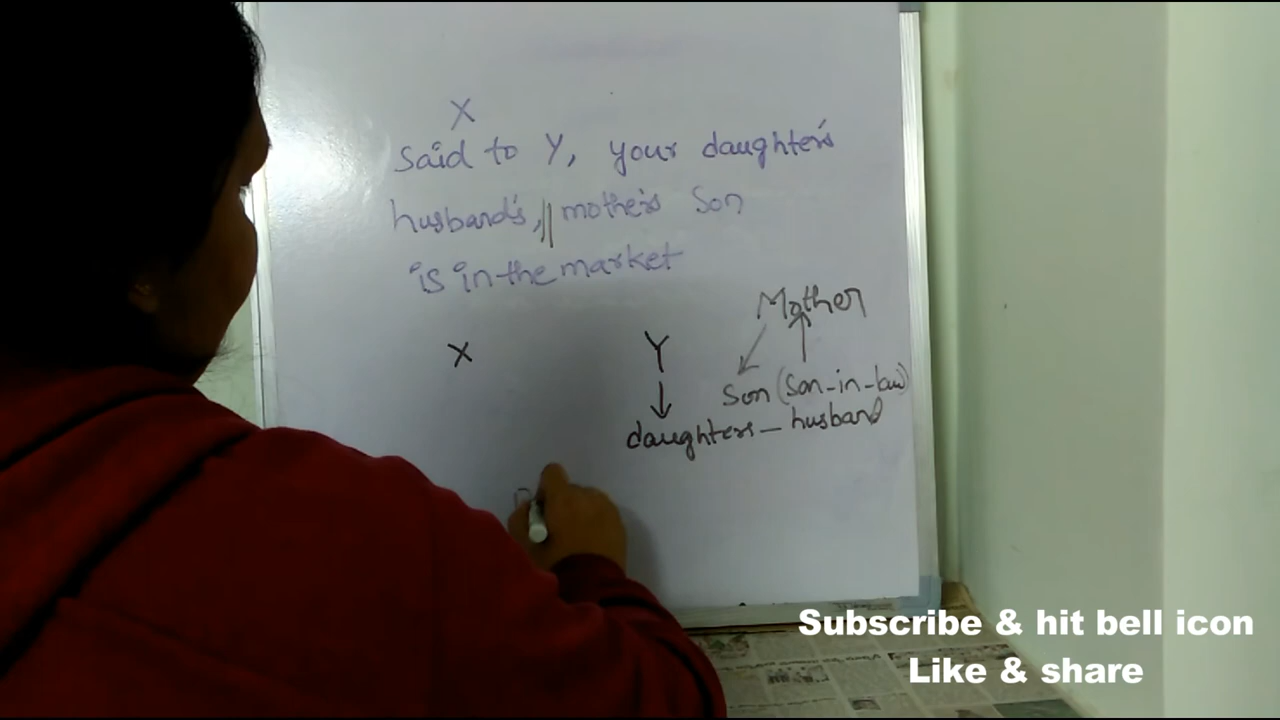 X
said to Y, your daughter's
husband's, || mother's Son
is in the market
Mother
X Y
Son (Son-in-law)
daughters - husband
Subscribe & hit bell icon
Like & share